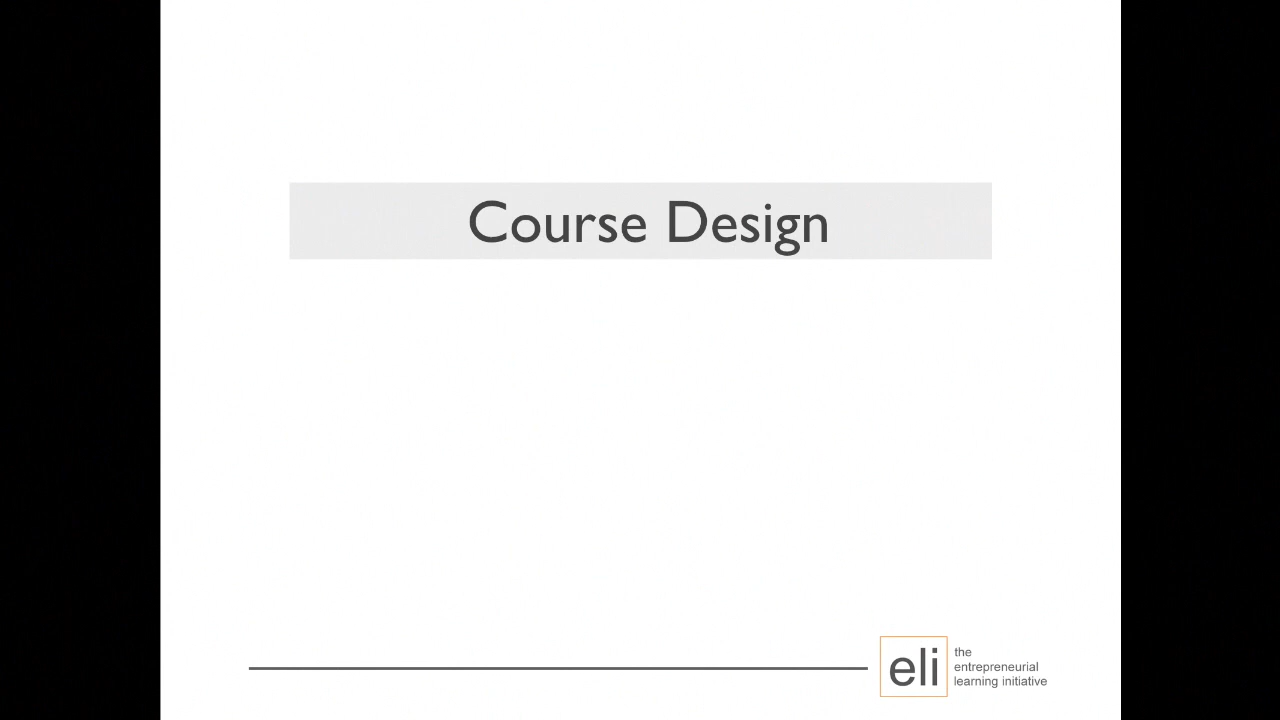 Course Design
eli
the
entrepreneurial
learning initiative